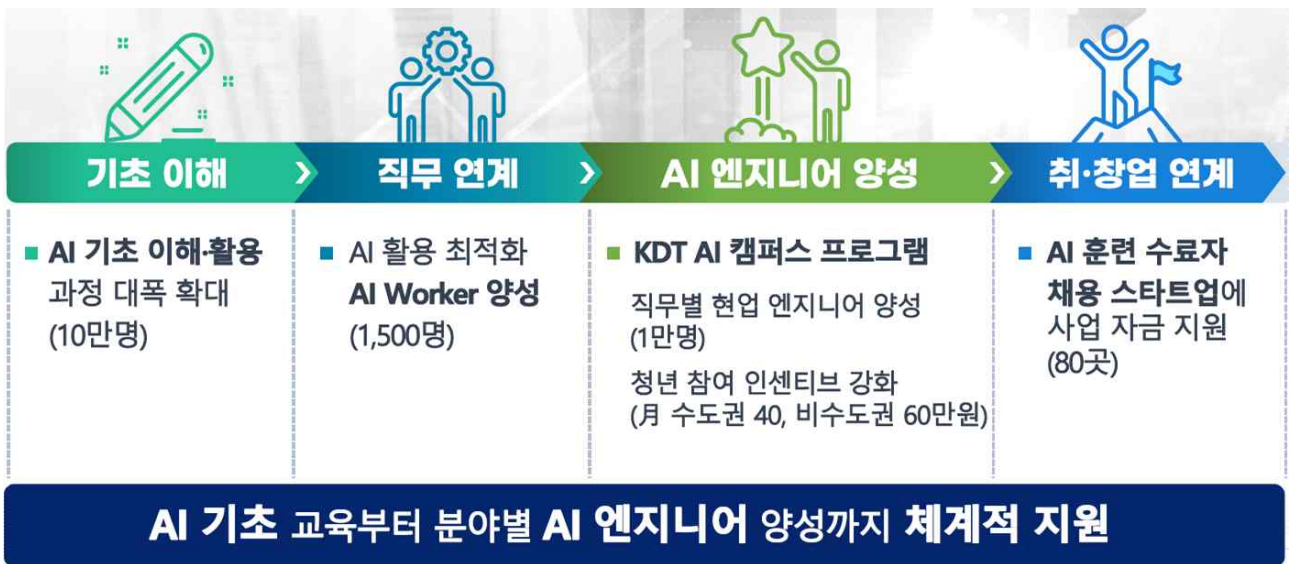 기초 이해
직무 연계
AI 엔지니어 양성
취·창업 연계
AI 기초 이해·활용
과정 대폭 확대
(10만명)
AI 활용 최적화
AI Worker 양성
(1,500명)
KDT AI 캠퍼스 프로그램
직무별 현업 엔지니어 양성
(1만명)
청년 참여 인센티브 강화
(月 수도권 40, 비수도권 60만원)
AI 훈련 수료자
채용 스타트업에
사업 자금 지원
(80곳)
AI 기초 교육부터 분야별 AI 엔지니어 양성까지 체계적 지원